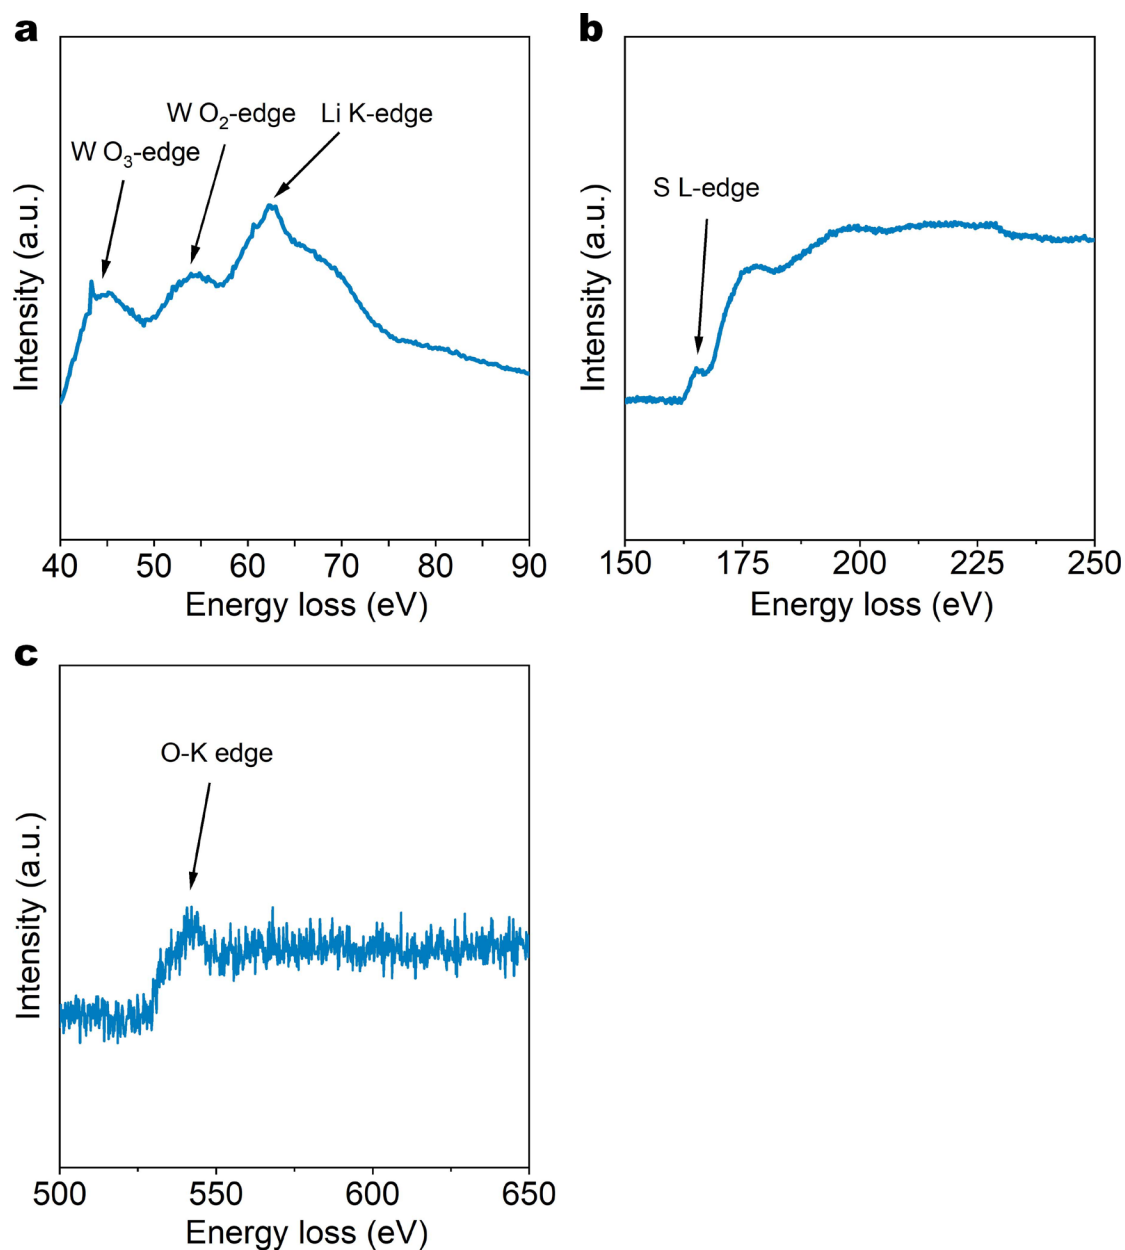 a
W O₃-edge
W O₂-edge
Li K-edge
Intensity (a.u.)
40 50 60 70 80 90
Energy loss (eV)
b
S L-edge
Intensity (a.u.)
150 175 200 225 250
Energy loss (eV)
c
O-K edge
Intensity (a.u.)
500 550 600 650
Energy loss (eV)